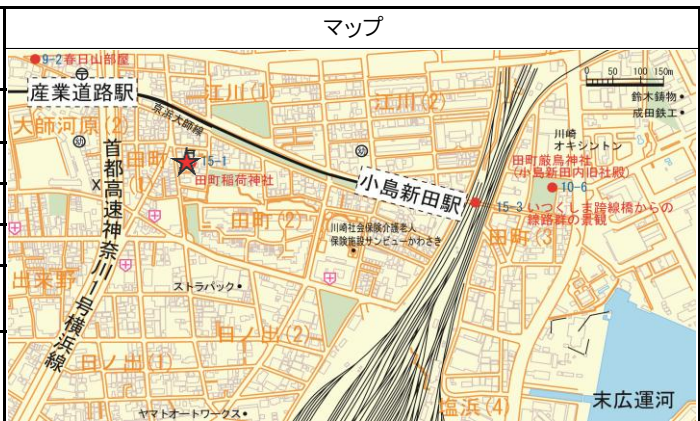 マップ
9-2 春日山部屋
産業道路駅
江川(1)
江川(2)
0 50 100 150m
鈴木鋳物
成田鉄工
京浜大師線
大師河原(2)
川崎
オキシントン
首都高速神奈川1号横浜線
田町
(1)
15-1
田町稲荷神社
田町厳島神社
(小島新田内旧社殿)
10-6
小島新田駅
15-3 いつくしま跨線橋からの
線路群の景観
田町(2)
田町(3)
川崎社会保険介護老人
保険施設サンビューかわさき
出来野
ストラパック
日ノ出(2)
日ノ出(1)
塩浜(4)
末広運河
ヤマトオートワークス